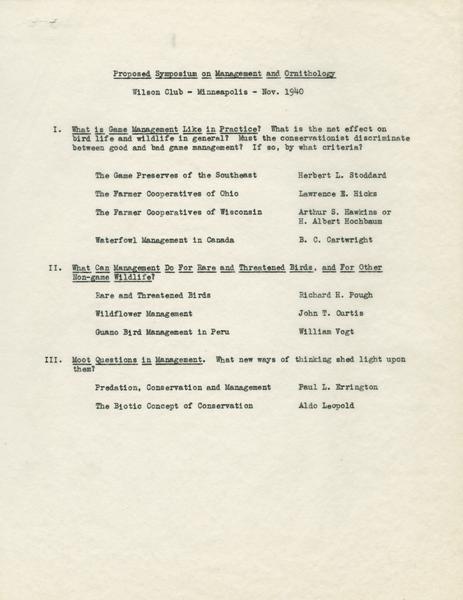 Proposed Symposium on Management and Ornithology
Wilson Club - Minneapolis - Nov. 1940
I. What is Game Management Like in Practice? What is the net effect on
bird life and wildlife in general? Must the conservationist discriminate
between good and bad game management? If so, by what criteria?
The Game Preserves of the Southeast Herbert L. Stoddard
The Farmer Cooperatives of Ohio Lawrence E. Hicks
The Farmer Cooperatives of Wisconsin Arthur S. Hawkins or
H. Albert Hochbaum
Waterfowl Management in Canada B. C. Cartwright
II. What Can Management Do For Rare and Threatened Birds, and For Other
Non-game Wildlife?
Rare and Threatened Birds Richard H. Pough
Wildflower Management John T. Curtis
Guano Bird Management in Peru William Vogt
III. Moot Questions in Management. What new ways of thinking shed light upon
them?
Predation, Conservation and Management Paul L. Errington
The Biotic Concept of Conservation Aldo Leopold